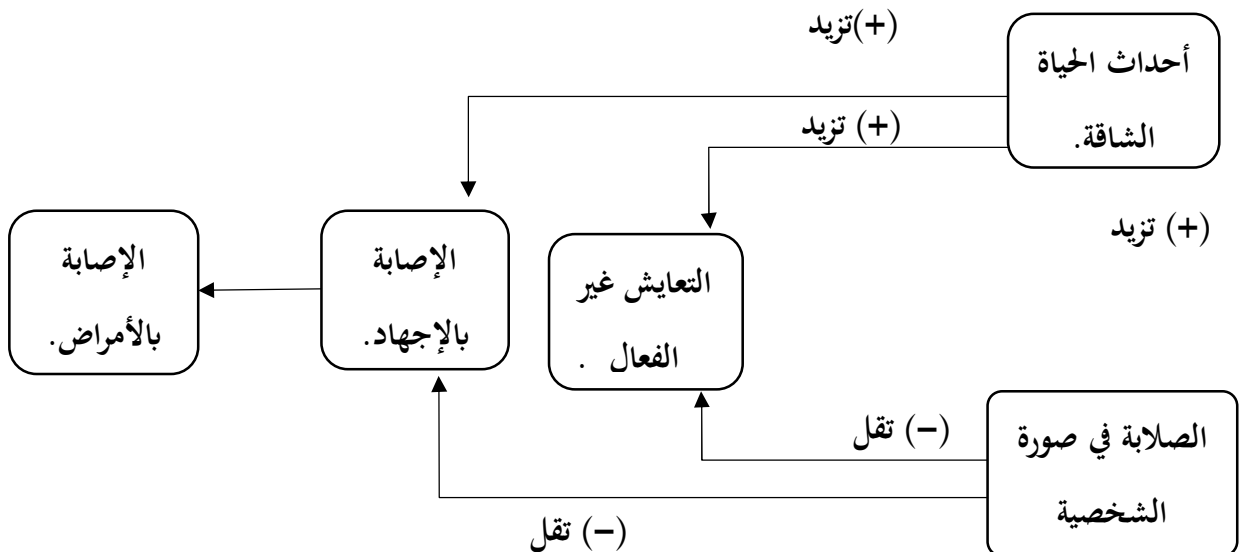 (+)تزيد
أحداث الحياة
الشاقة.
(+) تزيد
(+) تزيد
الإصابة
بالأمراض.
الإصابة
بالإجهاد.
التعايش غير
الفعال .
الصلابة في صورة
الشخصية
(−) تقل
(−) تقل